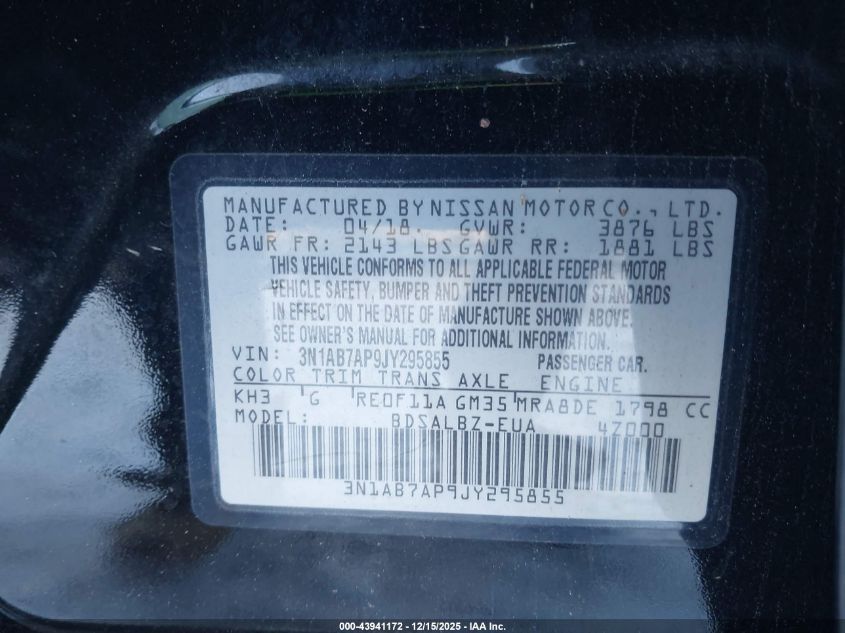 MANUFACTURED BY NISSAN MOTOR CO., LTD.
DATE: 04/18. GVWR: 3876 LBS
GAWR FR: 2143 LBS GAWR RR: 1881 LBS
THIS VEHICLE CONFORMS TO ALL APPLICABLE FEDERAL MOTOR
VEHICLE SAFETY, BUMPER AND THEFT PREVENTION STANDARDS
IN EFFECT ON THE DATE OF MANUFACTURE SHOWN ABOVE.
SEE OWNER'S MANUAL FOR ADDITIONAL INFORMATION.
VIN: 3N1AB7AP9JY295855 PASSENGER CAR.
COLOR TRIM TRANS AXLE ENGINE
KH3 G RE0F11A GM35 MRA8DE 1798 CC
MODEL: BDSALBZ-EUA 4Z000
3N1AB7AP9JY295855
000-43941172 - 12/15/2025 - IAA Inc.